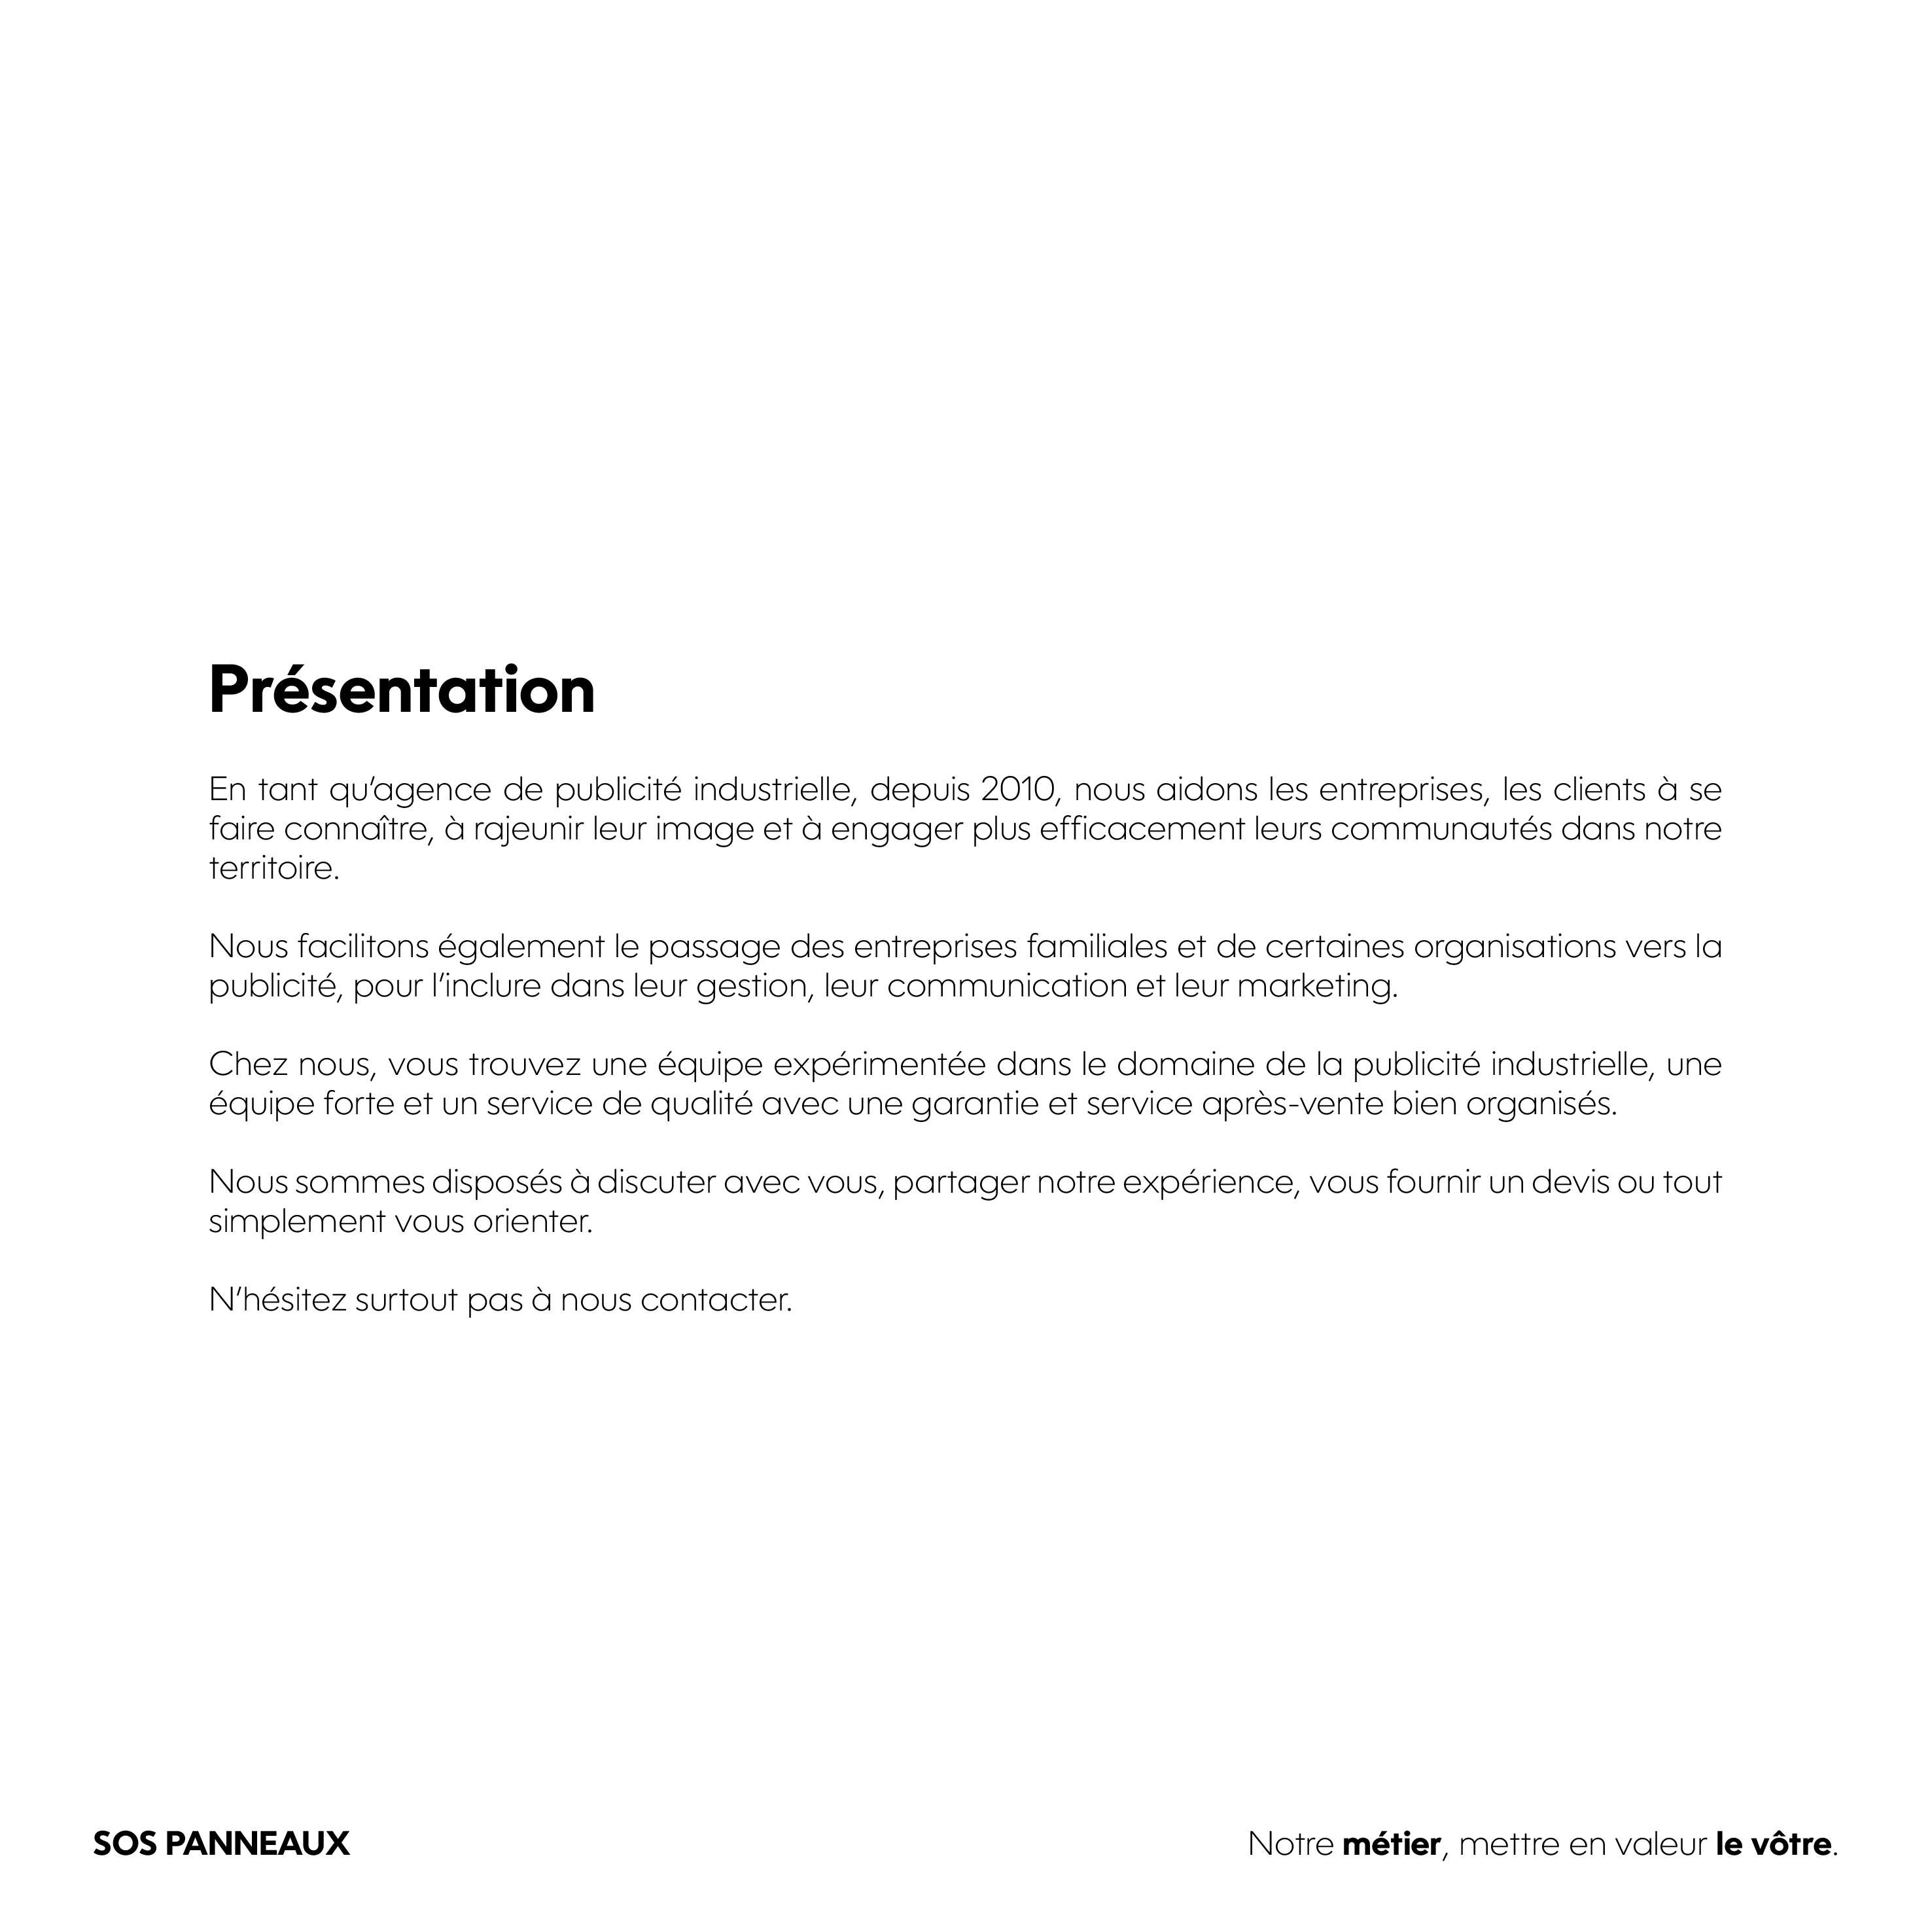 Présentation
En tant qu’agence de publicité industrielle, depuis 2010, nous aidons les entreprises, les clients à se
faire connaître, à rajeunir leur image et à engager plus efficacement leurs communautés dans notre
territoire.
Nous facilitons également le passage des entreprises familiales et de certaines organisations vers la
publicité, pour l’inclure dans leur gestion, leur communication et leur marketing.
Chez nous, vous trouvez une équipe expérimentée dans le domaine de la publicité industrielle, une
équipe forte et un service de qualité avec une garantie et service après-vente bien organisés.
Nous sommes disposés à discuter avec vous, partager notre expérience, vous fournir un devis ou tout
simplement vous orienter.
N’hésitez surtout pas à nous contacter.
SOS PANNEAUX
Notre métier, mettre en valeur le vôtre.